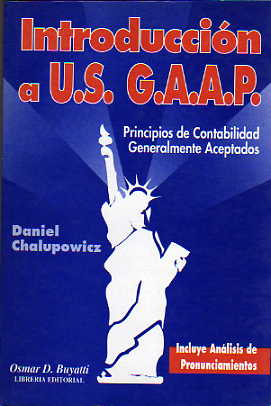 Introducción
a U.S. G.A.A.P.
Principios de Contabilidad
Generalmente Aceptados
Daniel
Chalupowicz
Incluye Análisis de
Pronunciamientos
Osmar D. Buyatti
LIBRERIA EDITORIAL